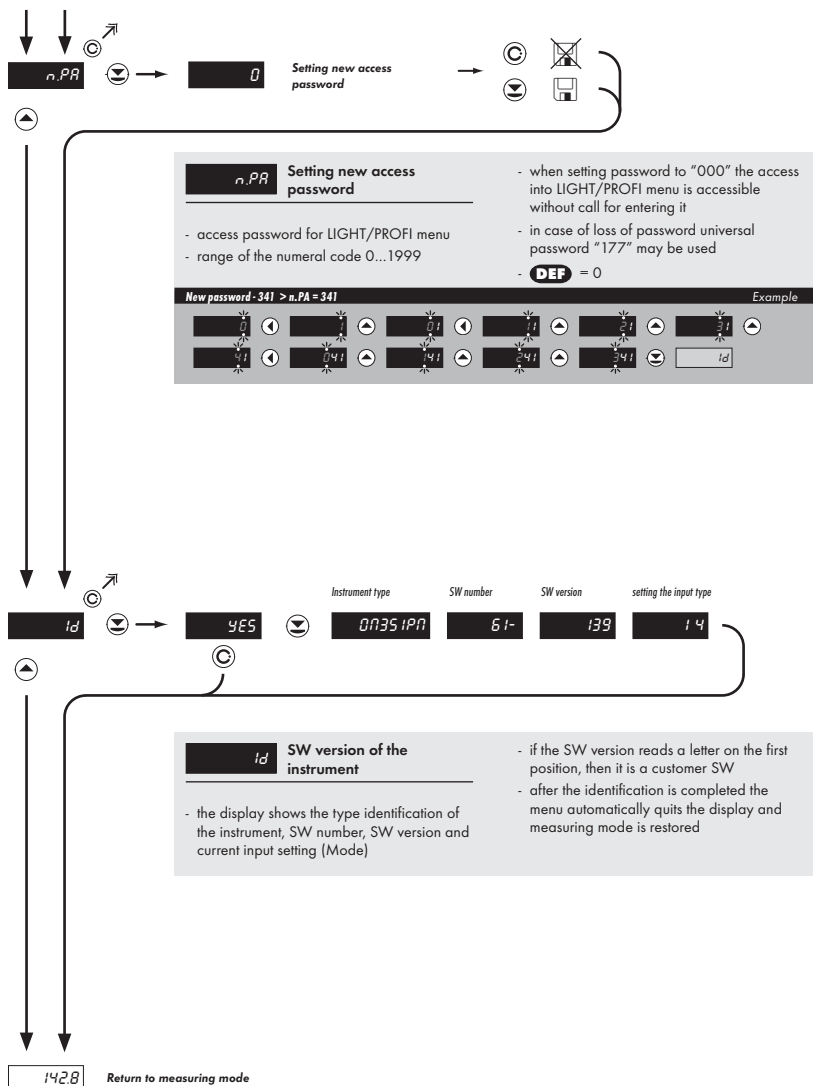 n.PA
0
Setting new access
password
n.PA
Setting new access
password
- access password for LIGHT/PROFI menu
- range of the numeral code 0...1999
- when setting password to “000” the access
into LIGHT/PROFI menu is accessible
without call for entering it
- in case of loss of password universal
password “177” may be used
- DEF = 0
New password - 341 > n.PA = 341
Example
0 1 01 11 21 31
41 041 141 241 341 Id
Instrument type
SW number
SW version
setting the input type
Id
YES
61-
139
14
Id
SW version of the
instrument
- the display shows the type identification of
the instrument, SW number, SW version and
current input setting (Mode)
- if the SW version reads a letter on the first
position, then it is a customer SW
- after the identification is completed the
menu automatically quits the display and
measuring mode is restored
142.8
Return to measuring mode